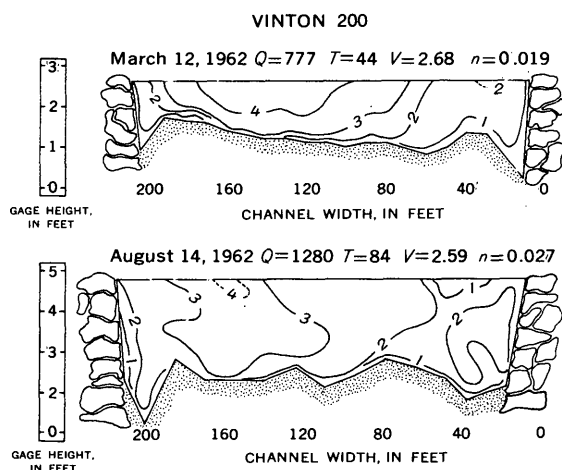 VINTON 200
March 12, 1962 Q=777 T=44 V=2.68 n=0.019
3
2
1
0
2
4
3
2
1
2
200 160 120 80 40 0
GAGE HEIGHT,
IN FEET
CHANNEL WIDTH, IN FEET
August 14, 1962 Q=1280 T=84 V=2.59 n=0.027
5
4
3
2
1
0
2
1
3
4
3
2
1
2
1
200 160 120 80 40 0
GAGE HEIGHT,
IN FEET
CHANNEL WIDTH, IN FEET